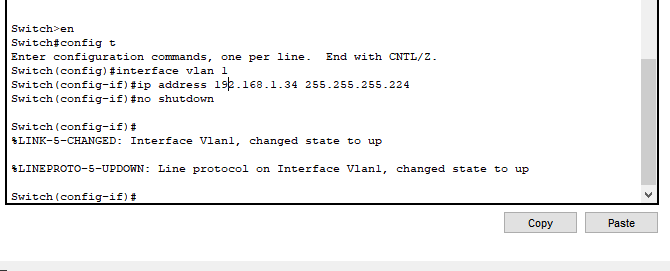 Switch>en
Switch#config t
Enter configuration commands, one per line.  End with CNTL/Z.
Switch(config)#interface vlan 1
Switch(config-if)#ip address 192.168.1.34 255.255.255.224
Switch(config-if)#no shutdown
Switch(config-if)#
%LINK-5-CHANGED: Interface Vlan1, changed state to up
%LINEPROTO-5-UPDOWN: Line protocol on Interface Vlan1, changed state to up
Switch(config-if)#
Copy Paste